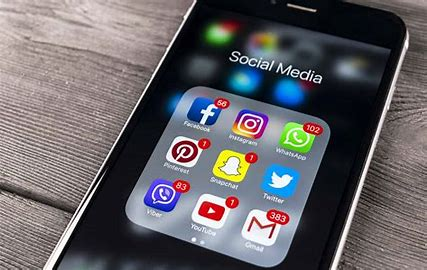 Social Media
56 102
Facebook Instagram WhatsApp
1 1
Pinterest Snapchat Twitter
83 1 383
Viber YouTube Gmail